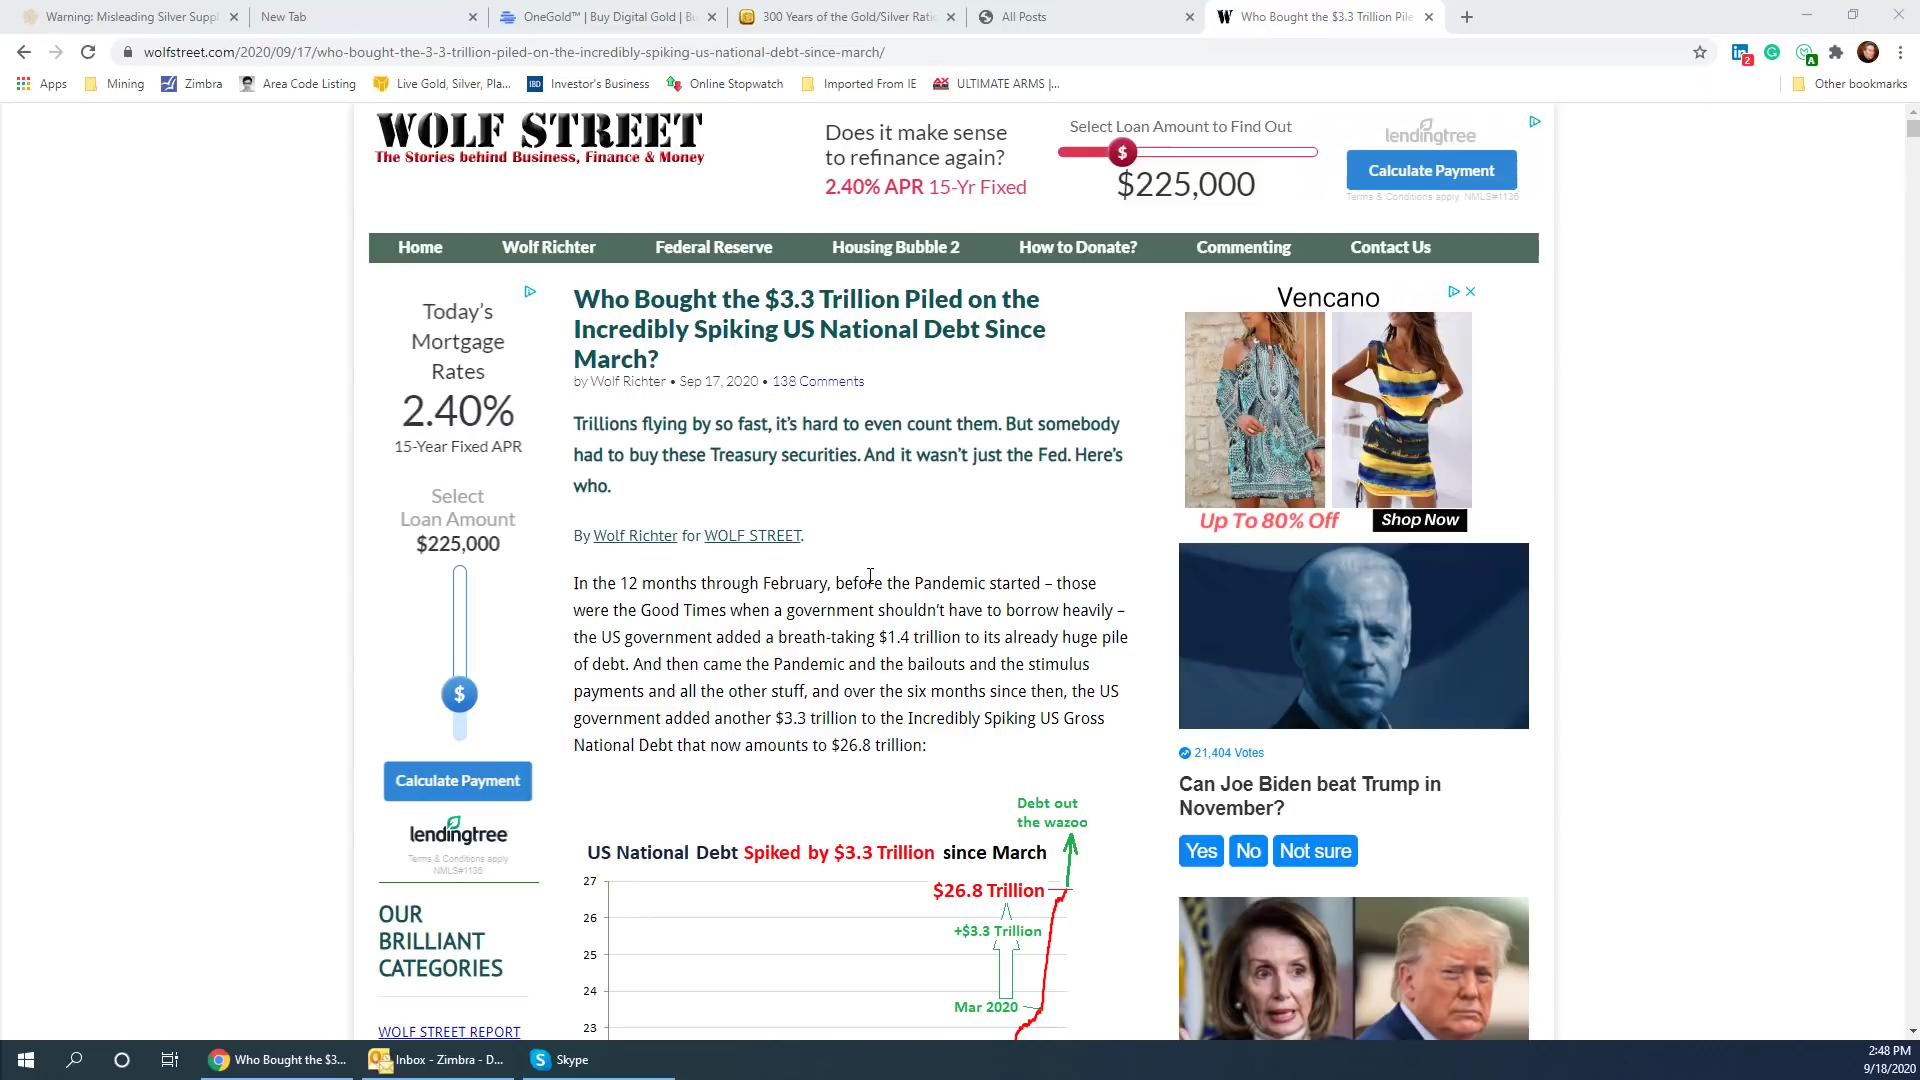 Warning: Misleading Silver Suppl
New Tab
OneGold™ | Buy Digital Gold | Bu
300 Years of the Gold/Silver Rati
All Posts
Who Bought the $3.3 Trillion Pile
wolfstreet.com/2020/09/17/who-bought-the-3-3-trillion-piled-on-the-incredibly-spiking-us-national-debt-since-march/
2
A
Apps
Mining
Zimbra
Area Code Listing
Live Gold, Silver, Pla...
IBD
Investor's Business
Online Stopwatch
Imported From IE
ULTIMATE ARMS |...
Other bookmarks
WOLF STREET
The Stories behind Business, Finance & Money
Does it make sense
to refinance again?
2.40% APR 15-Yr Fixed
Select Loan Amount to Find Out
$
$225,000
lendingtree
Calculate Payment
Terms & Conditions apply. NMLS#1136
Home
Wolf Richter
Federal Reserve
Housing Bubble 2
How to Donate?
Commenting
Contact Us
Today's
Mortgage
Rates
2.40%
15-Year Fixed APR
Select
Loan Amount
$225,000
$
Calculate Payment
lendingtree
Terms & Conditions apply
NMLS#1136
OUR
BRILLIANT
CATEGORIES
WOLF STREET REPORT
Who Bought the $3.3 Trillion Piled on the
Incredibly Spiking US National Debt Since
March?
by Wolf Richter • Sep 17, 2020 • 138 Comments
Trillions flying by so fast, it's hard to even count them. But somebody
had to buy these Treasury securities. And it wasn't just the Fed. Here's
who.
By Wolf Richter for WOLF STREET.
In the 12 months through February, before the Pandemic started – those
were the Good Times when a government shouldn't have to borrow heavily –
the US government added a breath-taking $1.4 trillion to its already huge pile
of debt. And then came the Pandemic and the bailouts and the stimulus
payments and all the other stuff, and over the six months since then, the US
government added another $3.3 trillion to the Incredibly Spiking US Gross
National Debt that now amounts to $26.8 trillion:
Debt out
the wazoo
US National Debt Spiked by $3.3 Trillion since March
27
$26.8 Trillion
26
+$3.3 Trillion
25
24
Mar 2020
23
Vencano
Up To 80% Off
Shop Now
21,404 Votes
Can Joe Biden beat Trump in
November?
Yes
No
Not sure
Who Bought the $3...
Inbox - Zimbra - D...
Skype
2:48 PM
9/18/2020